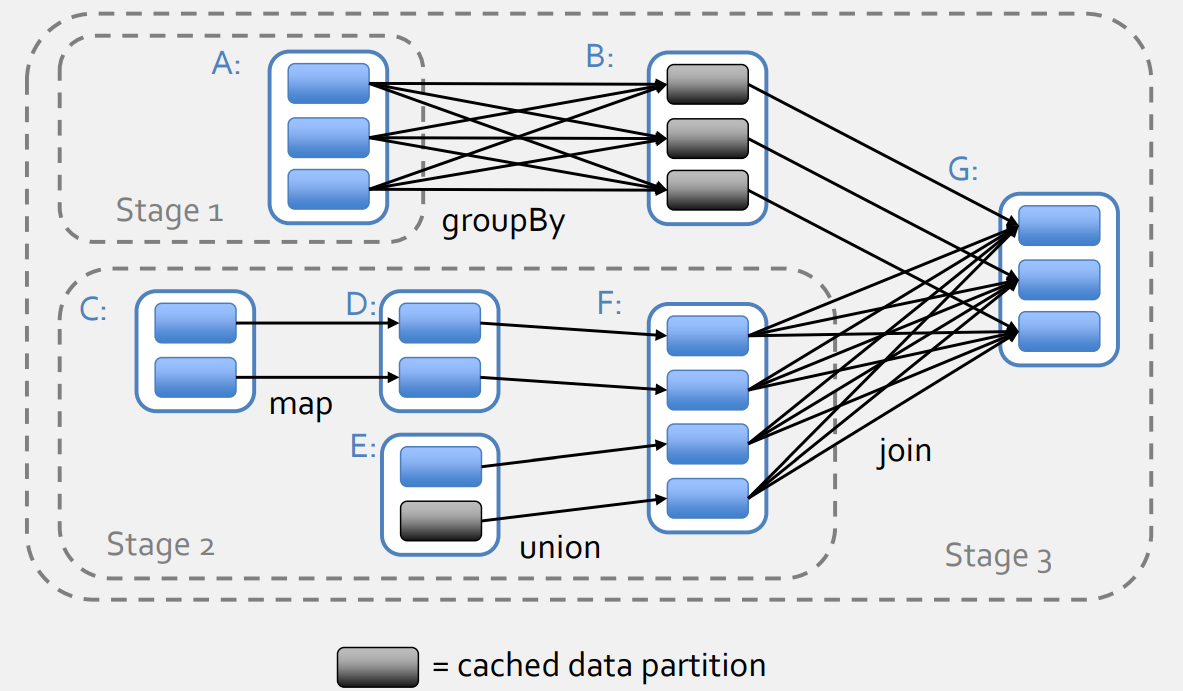 A:
B:
G:
Stage 1
groupBy
C:
D:
F:
map
E:
join
union
Stage 2
Stage 3
= cached data partition